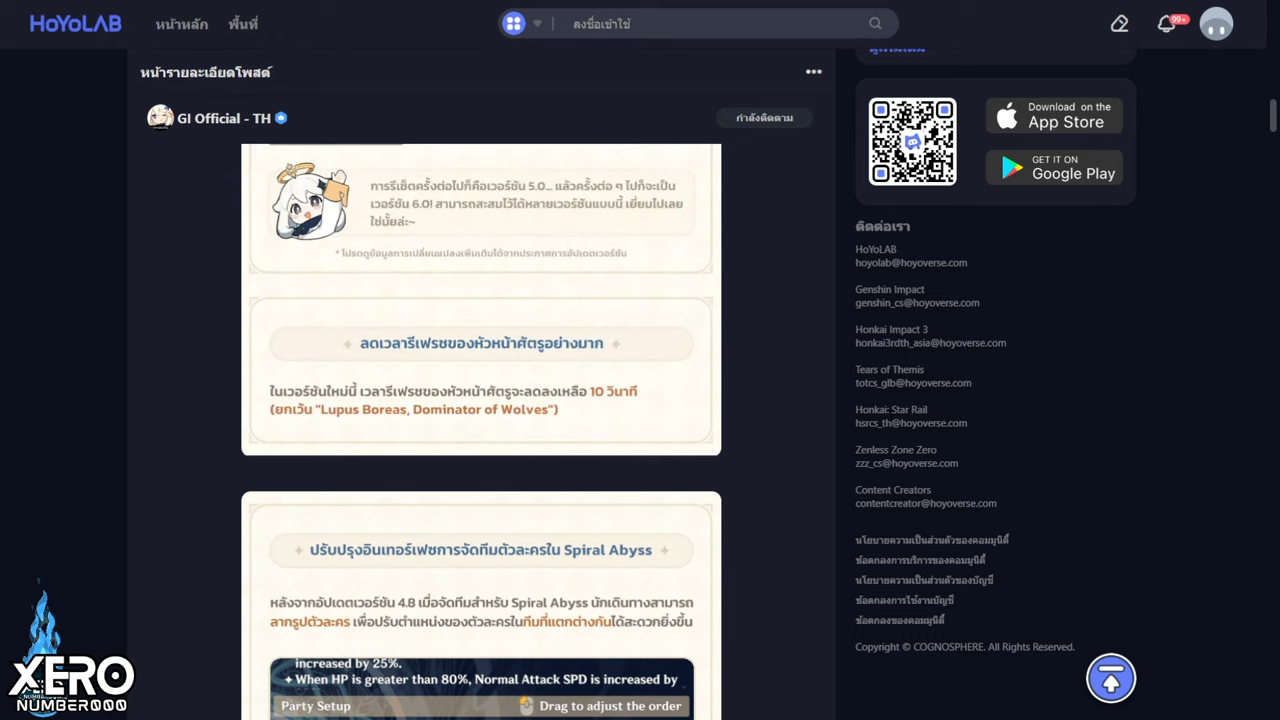 HoYoLAB
หน้าหลัก
พื้นที่
ลงชื่อเข้าใช้
99+
หน้ารายละเอียดโพสต์
GI Official - TH
กำลังติดตาม
การรีเซ็ตครั้งต่อไปก็คือเวอร์ชัน 5.0... แล้วครั้งต่อ ๆ ไปก็จะเป็น
เวอร์ชัน 6.0! สามารถสะสมไว้ได้หลายเวอร์ชันแบบนี้ เยี่ยมไปเลย
ใช่มั้ยล่ะ~
* โปรดดูข้อมูลการเปลี่ยนแปลงเพิ่มเติมได้จากประกาศการอัปเดตเวอร์ชัน
ลดเวลารีเฟรชของหัวหน้าศัตรูอย่างมาก
ในเวอร์ชันใหม่นี้ เวลารีเฟรชของหัวหน้าศัตรูจะลดลงเหลือ 10 วินาที
(ยกเว้น "Lupus Boreas, Dominator of Wolves")
ปรับปรุงอินเทอร์เฟซการจัดทีมตัวละครใน Spiral Abyss
หลังจากอัปเดตเวอร์ชัน 4.8 เมื่อจัดทีมสำหรับ Spiral Abyss นักเดินทางสามารถ
ลากรูปตัวละคร เพื่อปรับตำแหน่งของตัวละครในทีมที่แตกต่างกันได้สะดวกยิ่งขึ้น
increased by 25%.
When HP is greater than 80%, Normal Attack SPD is increased by
Party Setup
Drag to adjust the order
Download on the
App Store
GET IT ON
Google Play
ติดต่อเรา
HoYoLAB
hoyolab@hoyoverse.com
Genshin Impact
genshin_cs@hoyoverse.com
Honkai Impact 3
honkai3rdth_asia@hoyoverse.com
Tears of Themis
totcs_glb@hoyoverse.com
Honkai: Star Rail
hsrcs_th@hoyoverse.com
Zenless Zone Zero
zzz_cs@hoyoverse.com
Content Creators
contentcreator@hoyoverse.com
นโยบายความเป็นส่วนตัวของคอมมูนิตี้
ข้อตกลงการบริการของคอมมูนิตี้
นโยบายความเป็นส่วนตัวของบัญชี
ข้อตกลงการใช้งานบัญชี
ข้อตกลงของคอมมูนิตี้
Copyright © COGNOSPHERE. All Rights Reserved.
XERO
NUMBER000